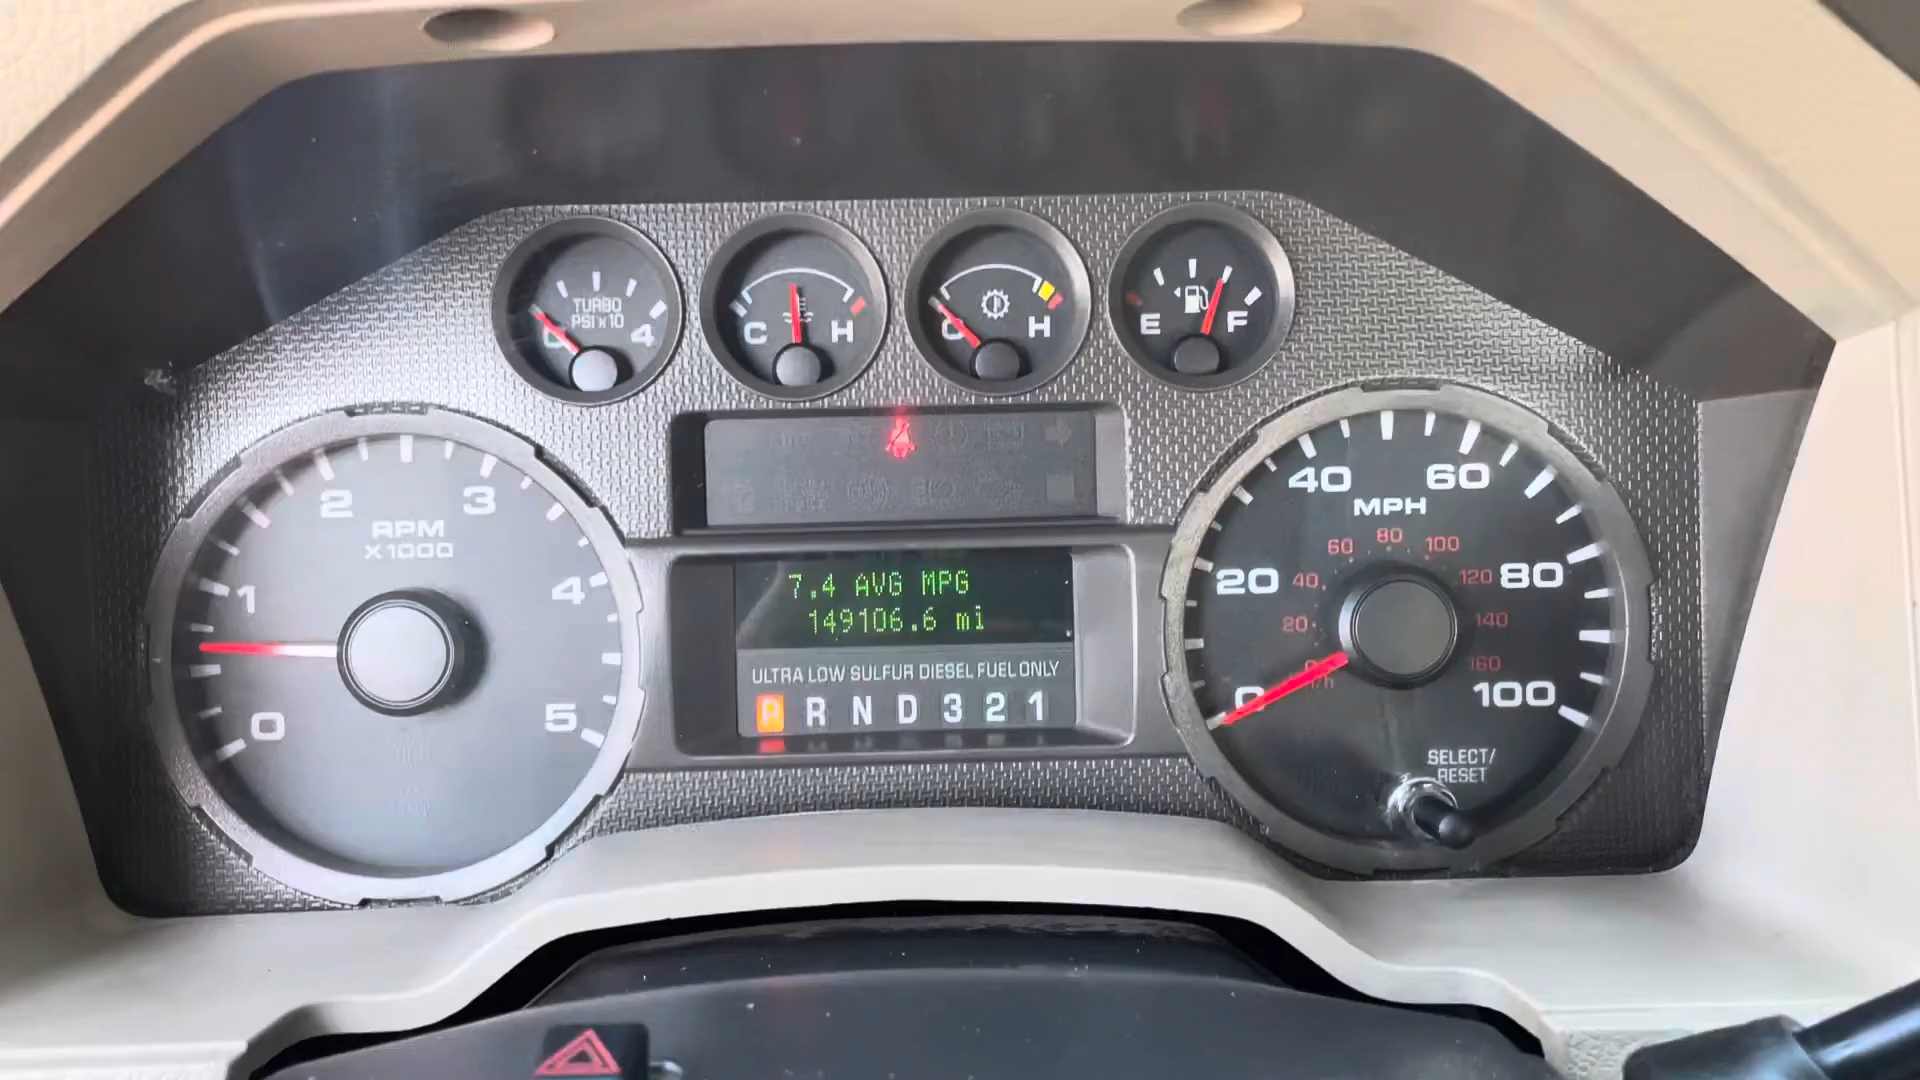 TURBO
PSI x 10
0 4
C H
C H
E F
0 1 2 3 4 5
RPM
X1000
7.4 AVG MPG
149106.6 mi
ULTRA LOW SULFUR DIESEL FUEL ONLY
P R N D 3 2 1
0 20 40 60 80 100
MPH
20 40 60 80 100 120 140 160
SELECT/
RESET